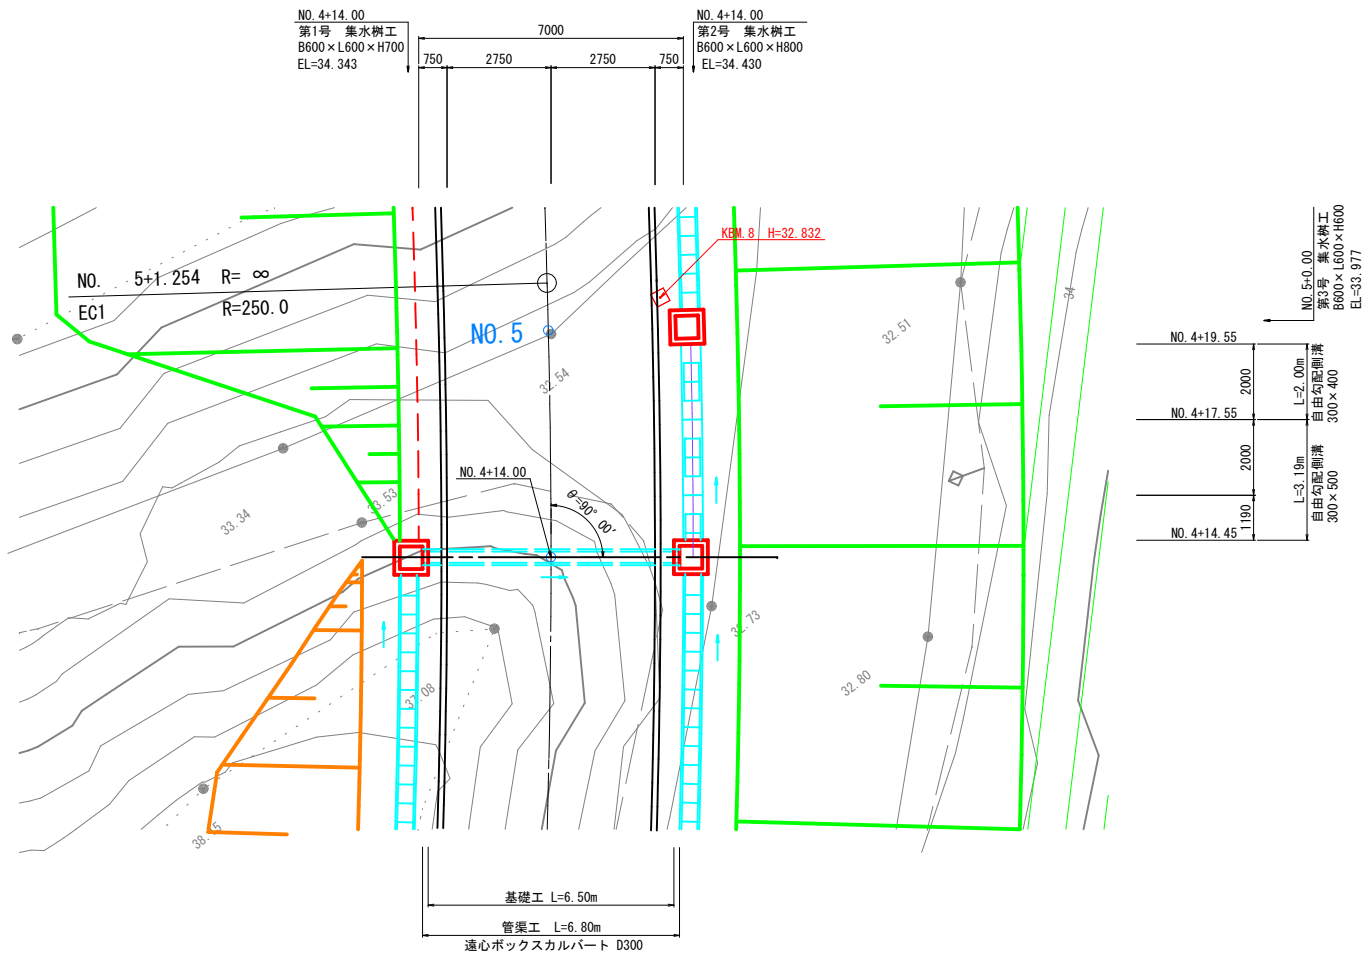 NO.4+14.00
第1号 集水桝工
B600×L600×H700
EL=34.343
NO.4+14.00
第2号 集水桝工
B600×L600×H800
EL=34.430
7000
750
2750
2750
750
KBM.8 H=32.832
NO. 5+1.254 R= ∞
EC1 R=250.0
NO.5
32.54
32.51
34
NO.4+14.00
θ=90° 00′
33.53
33.34
32.73
32.80
37.08
38.15
NO.5+0.00
第3号 集水桝工
B600×L600×H600
EL=33.977
NO.4+19.55
2000
L=2.00m
自由勾配側溝
300×400
NO.4+17.55
2000
L=3.19m
自由勾配側溝
300×500
1190
NO.4+14.45
基礎工 L=6.50m
管渠工 L=6.80m
遠心ボックスカルバート D300